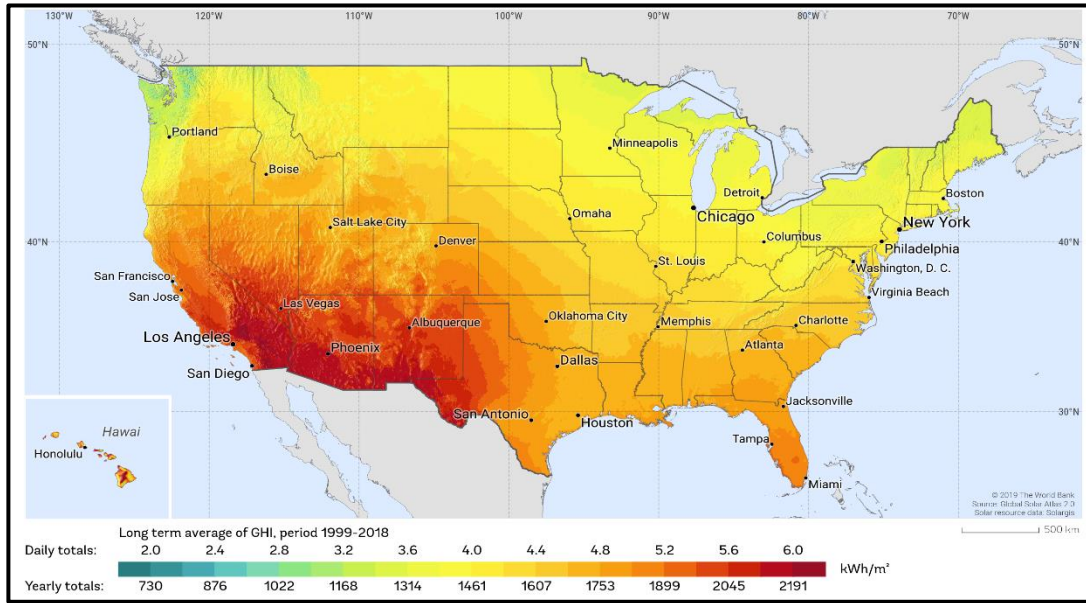 130°W 120°W 110°W 100°W 90°W 80°W 70°W
50°N 50°N
Portland
Minneapolis
Boise
Detroit
Boston
Salt Lake City
Omaha
Chicago
New York
40°N Denver Columbus 40°N
Philadelphia
St. Louis
Washington, D. C.
San Francisco
San Jose
Las Vegas
Virginia Beach
Albuquerque
Oklahoma City
Memphis
Charlotte
Los Angeles
Phoenix
Atlanta
Dallas
San Diego
Jacksonville
30°N San Antonio 30°N
Houston
Hawai
Tampa
Honolulu
Miami
© 2019 The World Bank
Source: Global Solar Atlas 2.0
Solar resource data: Solargis
Long term average of GHI, period 1999-2018
500 km
Daily totals: 2.0 2.4 2.8 3.2 3.6 4.0 4.4 4.8 5.2 5.6 6.0
kWh/m²
Yearly totals: 730 876 1022 1168 1314 1461 1607 1753 1899 2045 2191